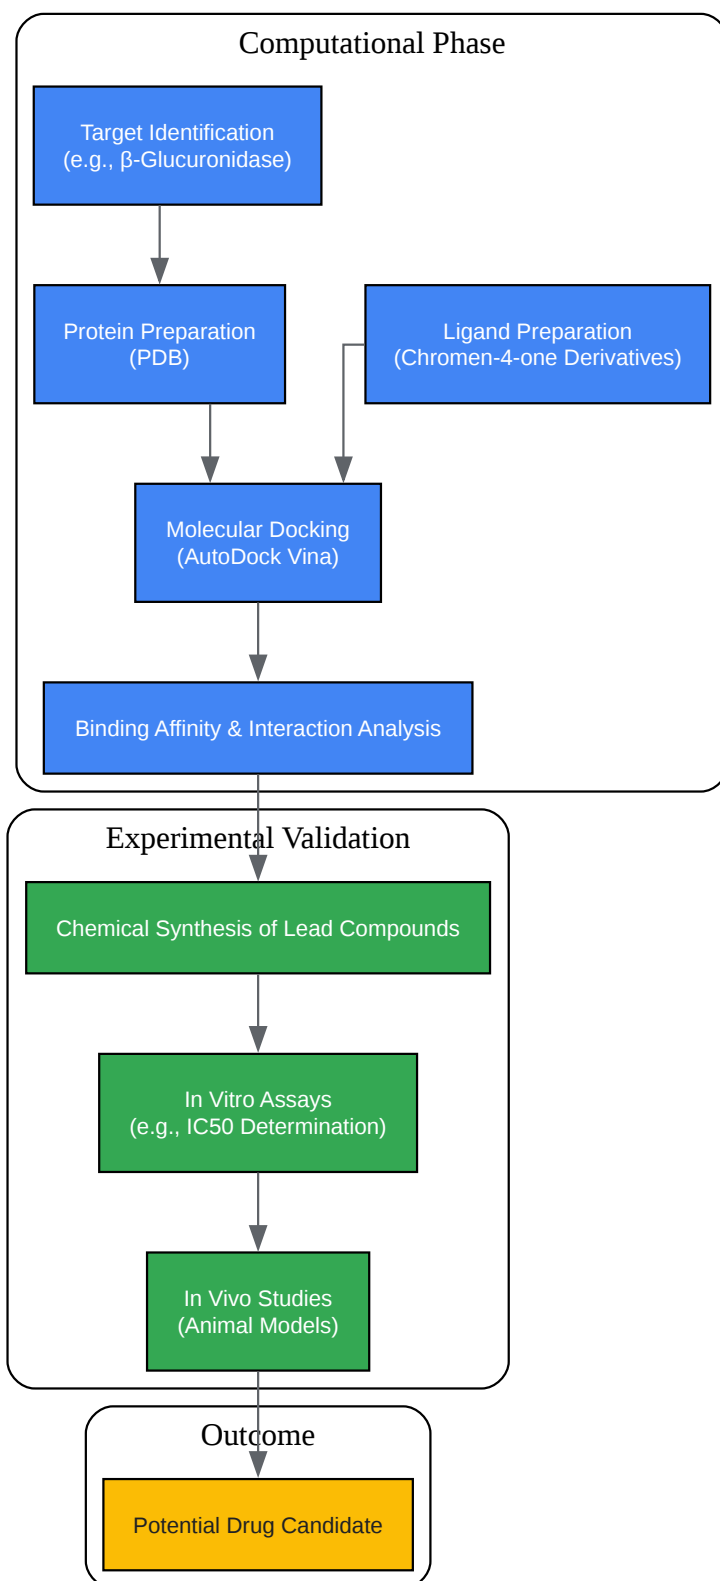 Computational Phase
Target Identification
(e.g., β-Glucuronidase)
Protein Preparation
(PDB)
Ligand Preparation
(Chromen-4-one Derivatives)
Molecular Docking
(AutoDock Vina)
Binding Affinity & Interaction Analysis
Experimental Validation
Chemical Synthesis of Lead Compounds
In Vitro Assays
(e.g., IC50 Determination)
In Vivo Studies
(Animal Models)
Outcome
Potential Drug Candidate